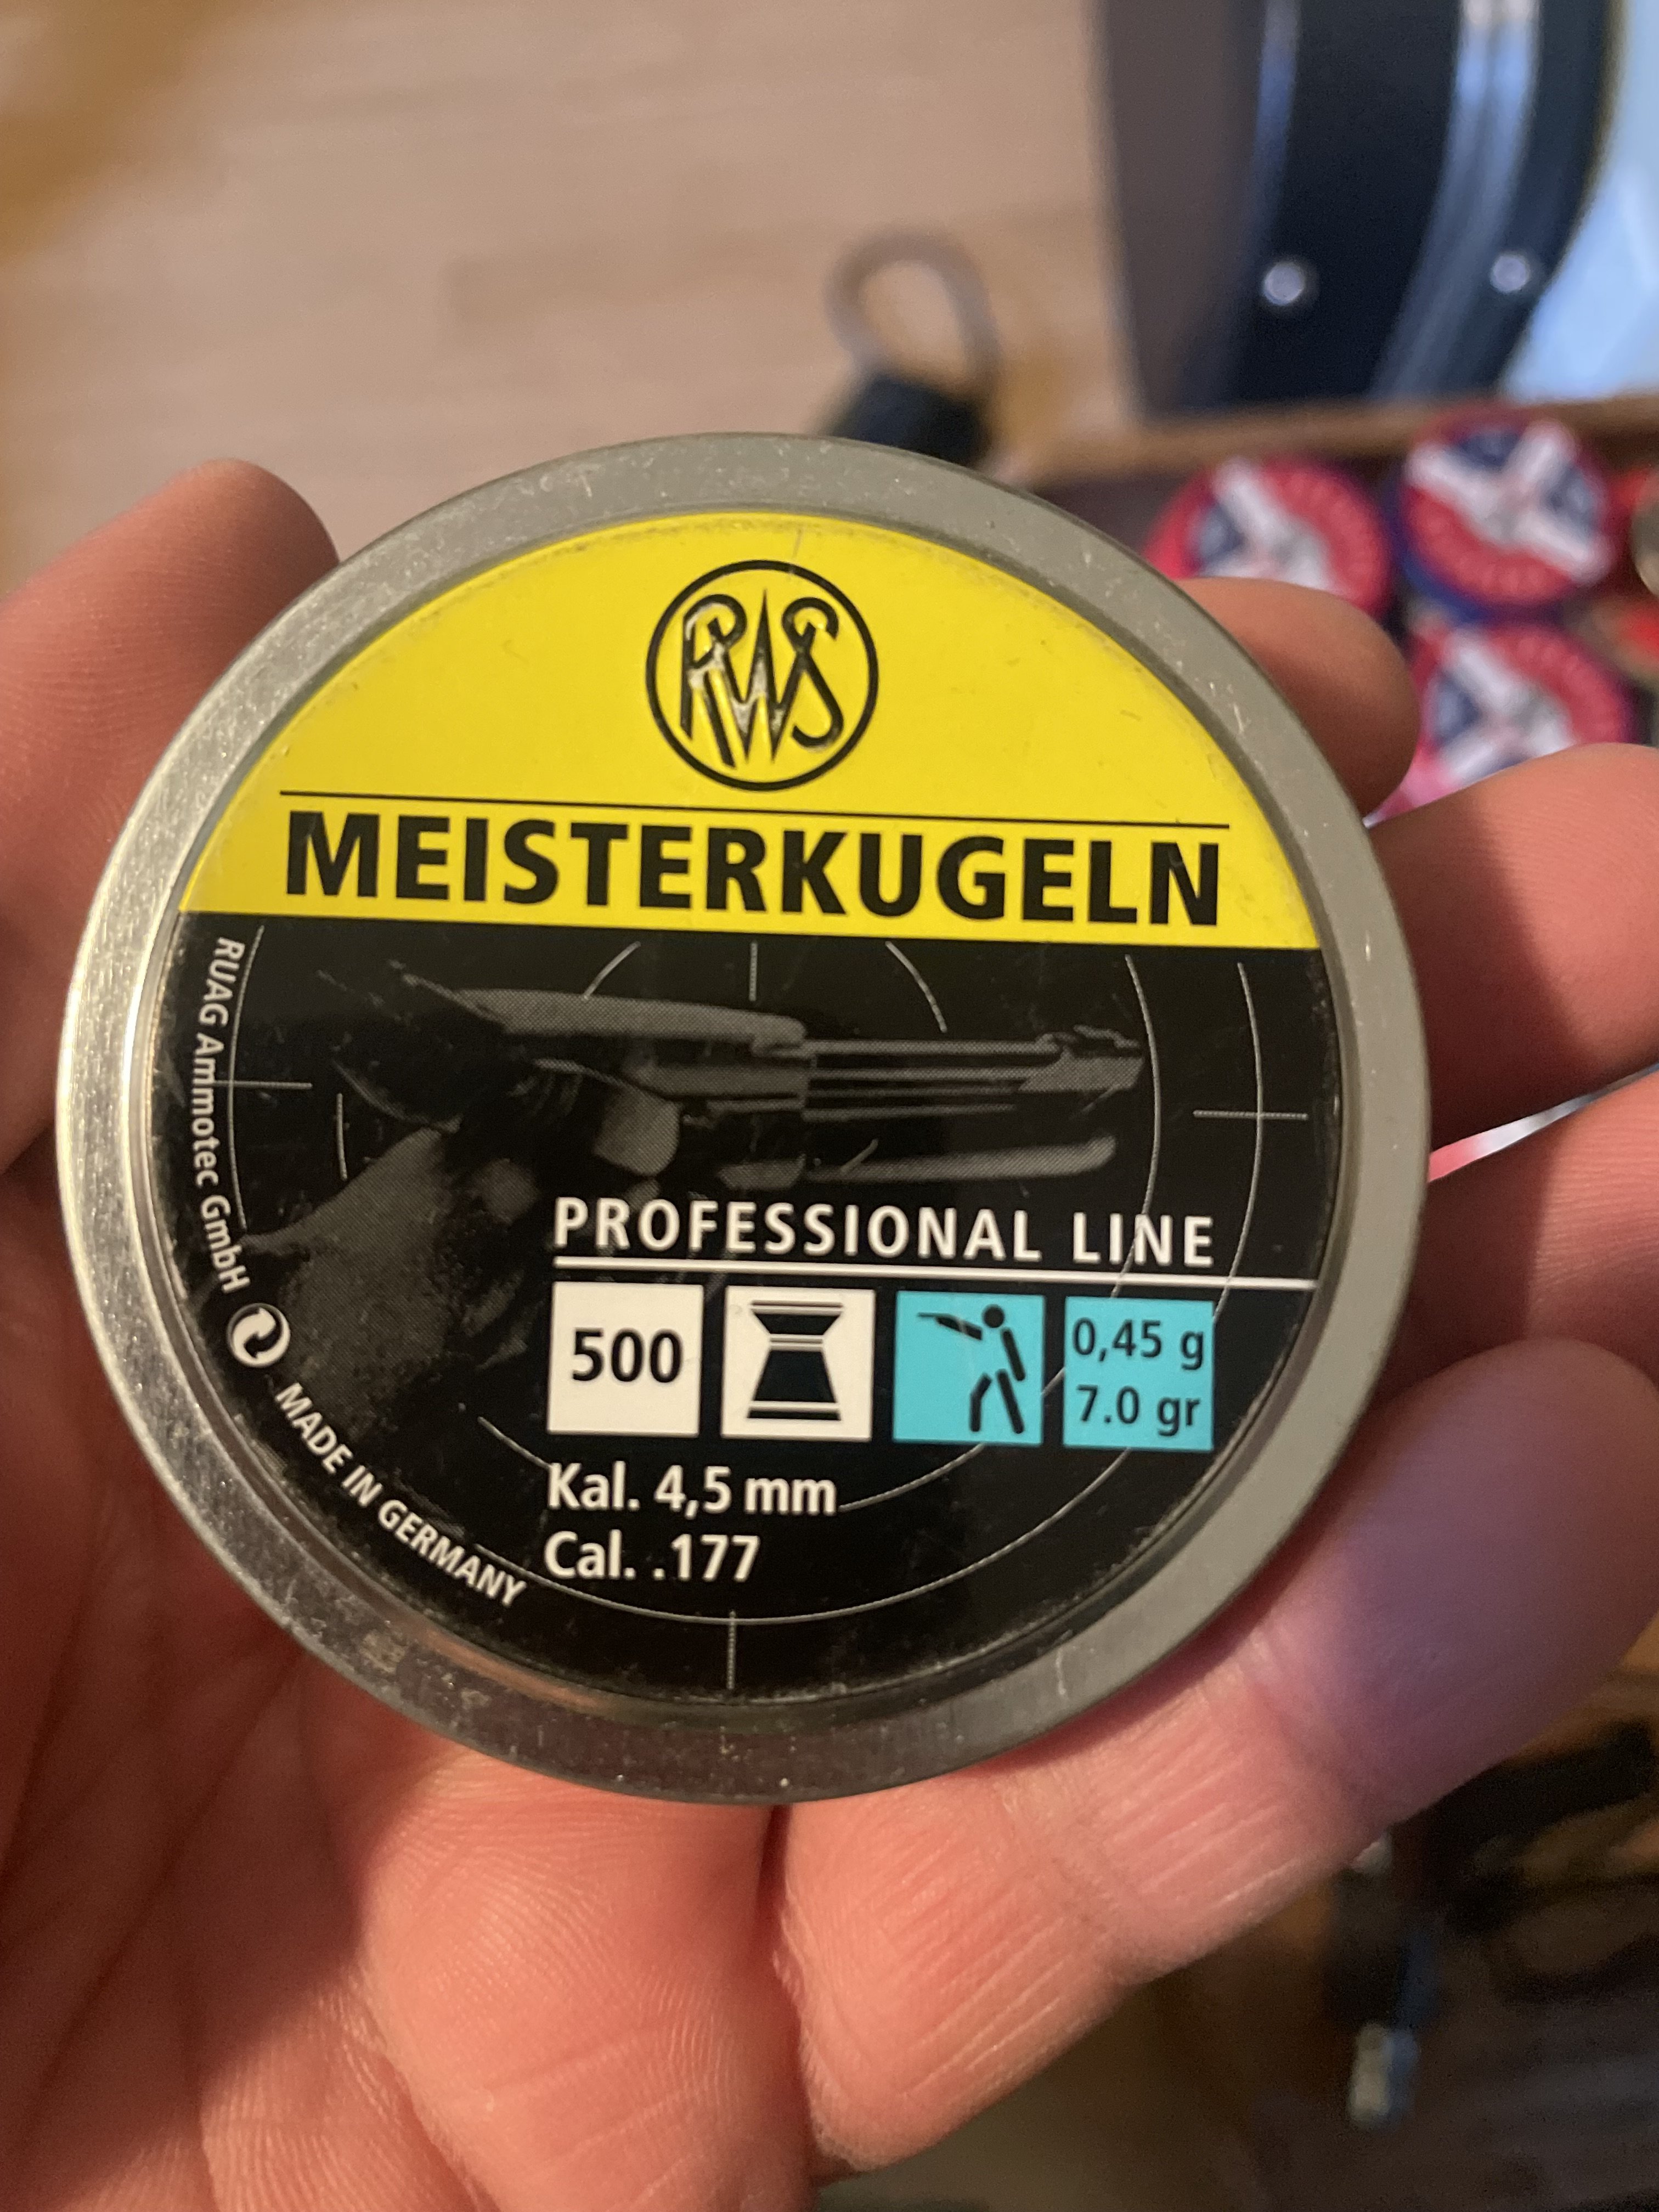 RWS
MEISTERKUGELN
RUAG Ammotec GmbH
MADE IN GERMANY
PROFESSIONAL LINE
500
0,45 g
7.0 gr
Kal. 4,5 mm
Cal. .177